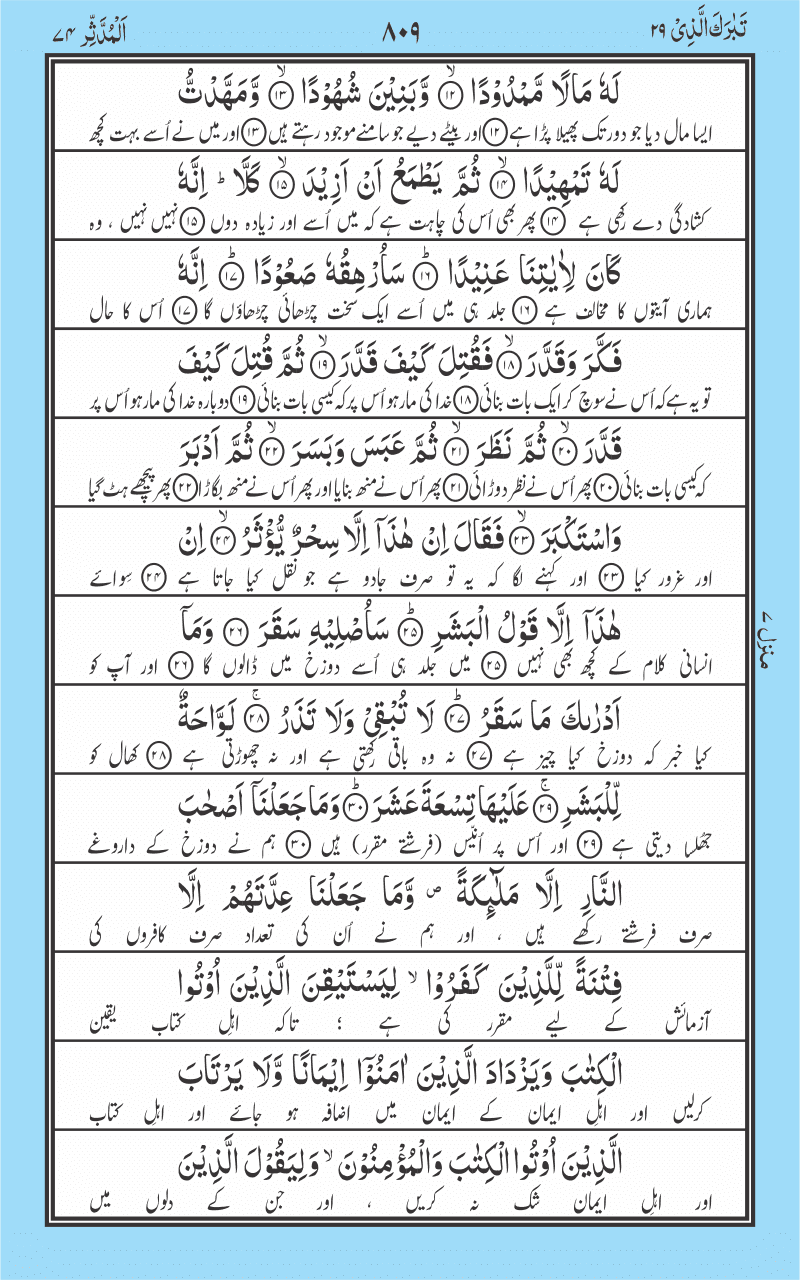 تَبٰرَكَ الَّذِیْ ۲۹ ۸۰۹ اَلْمُدَّثِّر ۷۴
لَهٗ مَالًا مَّمْدُوْدًا ۙ﴿۱۲﴾ وَّبَنِیْنَ شُهُوْدًا ۙ﴿۱۳﴾ وَّمَهَّدْتُّ
ایسا مال دیا جو دور تک پھیلا پڑا ہے ﴿۱۲﴾ اور بیٹے دیے جو سامنے موجود رہتے ہیں ﴿۱۳﴾ اور میں نے اُسے بہت کچھ
لَهٗ تَمْهِیْدًا ۙ﴿۱۴﴾ ثُمَّ یَطْمَعُ اَنْ اَزِیْدَ ۙ﴿۱۵﴾ كَلَّا ؕ اِنَّهٗ
کشادگی دے رکھی ہے ﴿۱۴﴾ پھر بھی اُس کی چاہت ہے کہ میں اُسے اور زیادہ دوں ﴿۱۵﴾ نہیں نہیں ، وہ
كَانَ لِاٰیٰتِنَا عَنِیْدًا ؕ﴿۱۶﴾ سَاُرْهِقُهٗ صَعُوْدًا ؕ﴿۱۷﴾ اِنَّهٗ
ہماری آیتوں کا مخالف ہے ﴿۱۶﴾ جلد ہی میں اُسے ایک سخت چڑھائی چڑھاؤں گا ﴿۱۷﴾ اُس کا حال
فَكَّرَ وَقَدَّرَ ۙ﴿۱۸﴾ فَقُتِلَ كَیْفَ قَدَّرَ ۙ﴿۱۹﴾ ثُمَّ قُتِلَ كَیْفَ
تو یہ ہے کہ اُس نے سوچ کر ایک بات بنائی ﴿۱۸﴾ خدا کی مار ہو اُس پر کہ کیسی بات بنائی ﴿۱۹﴾ دوبارہ خدا کی مار ہو اُس پر
قَدَّرَ ۙ﴿۲۰﴾ ثُمَّ نَظَرَ ۙ﴿۲۱﴾ ثُمَّ عَبَسَ وَبَسَرَ ۙ﴿۲۲﴾ ثُمَّ اَدْبَرَ
کہ کیسی بات بنائی ﴿۲۰﴾ پھر اُس نے نظر دوڑائی ﴿۲۱﴾ پھر اُس نے منھ بنایا اور پھر اُس نے منھ بگاڑا ﴿۲۲﴾ پھر پیچھے ہٹ گیا
وَاسْتَكْبَرَ ۙ﴿۲۳﴾ فَقَالَ اِنْ هٰذَاۤ اِلَّا سِحْرٌ یُّؤْثَرُ ۙ﴿۲۴﴾ اِنْ
اور غرور کیا ﴿۲۳﴾ اور کہنے لگا کہ یہ تو صرف جادو ہے جو نقل کیا جاتا ہے ﴿۲۴﴾ سِوائے
هٰذَاۤ اِلَّا قَوْلُ الْبَشَرِ ؕ﴿۲۵﴾ سَاُصْلِیْهِ سَقَرَ ﴿۲۶﴾ وَمَاۤ
انسانی کلام کے کچھ بھی نہیں ﴿۲۵﴾ میں جلد ہی اُسے دوزخ میں ڈالوں گا ﴿۲۶﴾ اور آپ کو
اَدْرٰىكَ مَا سَقَرُ ؕ﴿۲۷﴾ لَا تُبْقِیْ وَلَا تَذَرُ ۚ﴿۲۸﴾ لَوَّاحَةٌ
کیا خبر کہ دوزخ کیا چیز ہے ﴿۲۷﴾ نہ وہ باقی رکھتی ہے اور نہ چھوڑتی ہے ﴿۲۸﴾ کھال کو
لِّلْبَشَرِ ۚ﴿۲۹﴾ عَلَیْهَا تِسْعَةَ عَشَرَ ؕ﴿۳۰﴾ وَمَا جَعَلْنَاۤ اَصْحٰبَ
جھلسا دیتی ہے ﴿۲۹﴾ اور اُس پر اُنّیس (فرشتے مقرر) ہیں ﴿۳۰﴾ ہم نے دوزخ کے داروغے
النَّارِ اِلَّا مَلٰٓئِكَةً ۪ وَّمَا جَعَلْنَا عِدَّتَهُمْ اِلَّا
صرف فرشتے رکھے ہیں ، اور ہم نے اُن کی تعداد صرف کافروں کی
فِتْنَةً لِّلَّذِیْنَ كَفَرُوْا ۙ لِیَسْتَیْقِنَ الَّذِیْنَ اُوْتُوا
آزمائش کے لیے مقرر کی ہے ؛ تاکہ اہلِ کتاب یقین
الْكِتٰبَ وَیَزْدَادَ الَّذِیْنَ اٰمَنُوْۤا اِیْمَانًا وَّلَا یَرْتَابَ
کرلیں اور اہلِ ایمان کے ایمان میں اضافہ ہو جائے اور اہلِ کتاب
الَّذِیْنَ اُوْتُوا الْكِتٰبَ وَالْمُؤْمِنُوْنَ ۙ وَلِیَقُوْلَ الَّذِیْنَ
اور اہلِ ایمان شک نہ کریں ، اور جن کے دلوں میں
منزل ۷